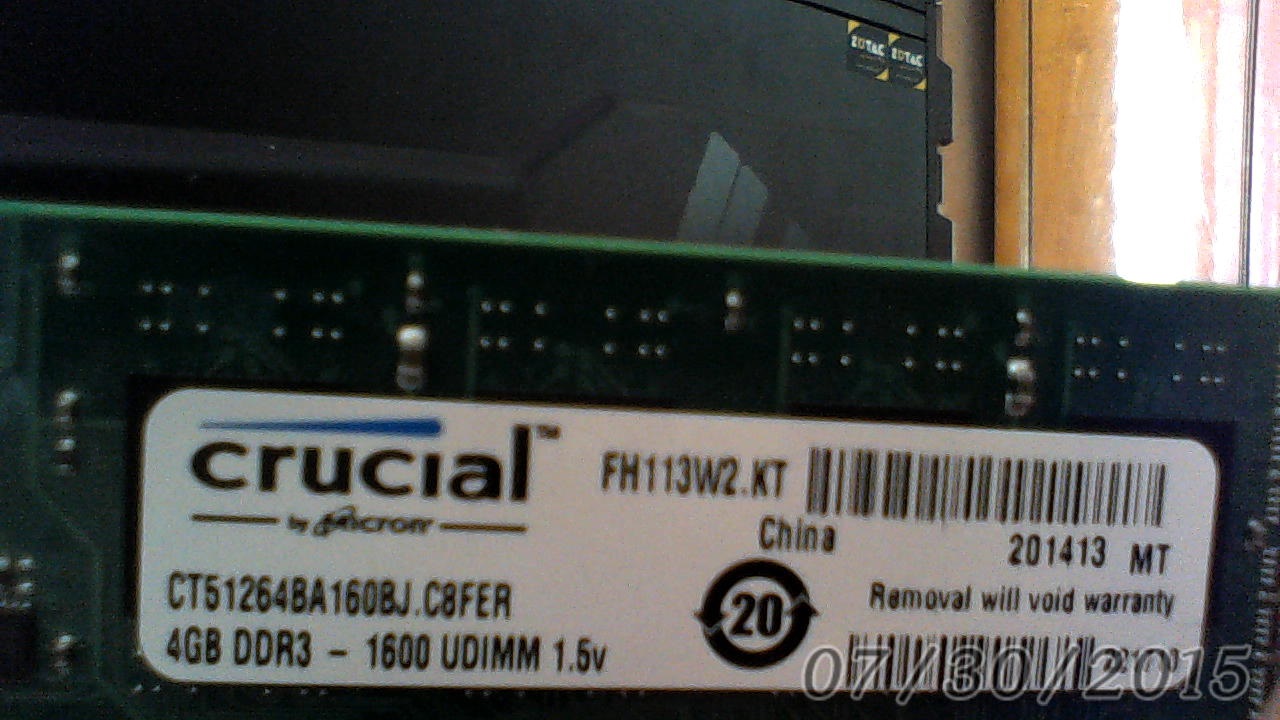 ZOTAC ZOTAC
crucial™
by Micron
FH113W2.KT
China
201413 MT
CT51264BA160BJ.C8FER
20
Removal will void warranty
4GB DDR3 - 1600 UDIMM 1.5v
07/30/2015